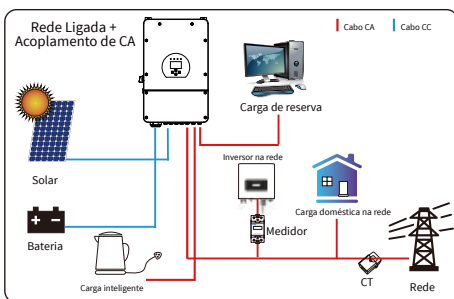 Rede Ligada +
Acoplamento de CA
Cabo CA
Cabo CC
Carga de reserva
Solar
Inversor na rede
Carga doméstica na rede
Medidor
Bateria
Carga inteligente
CT
Rede